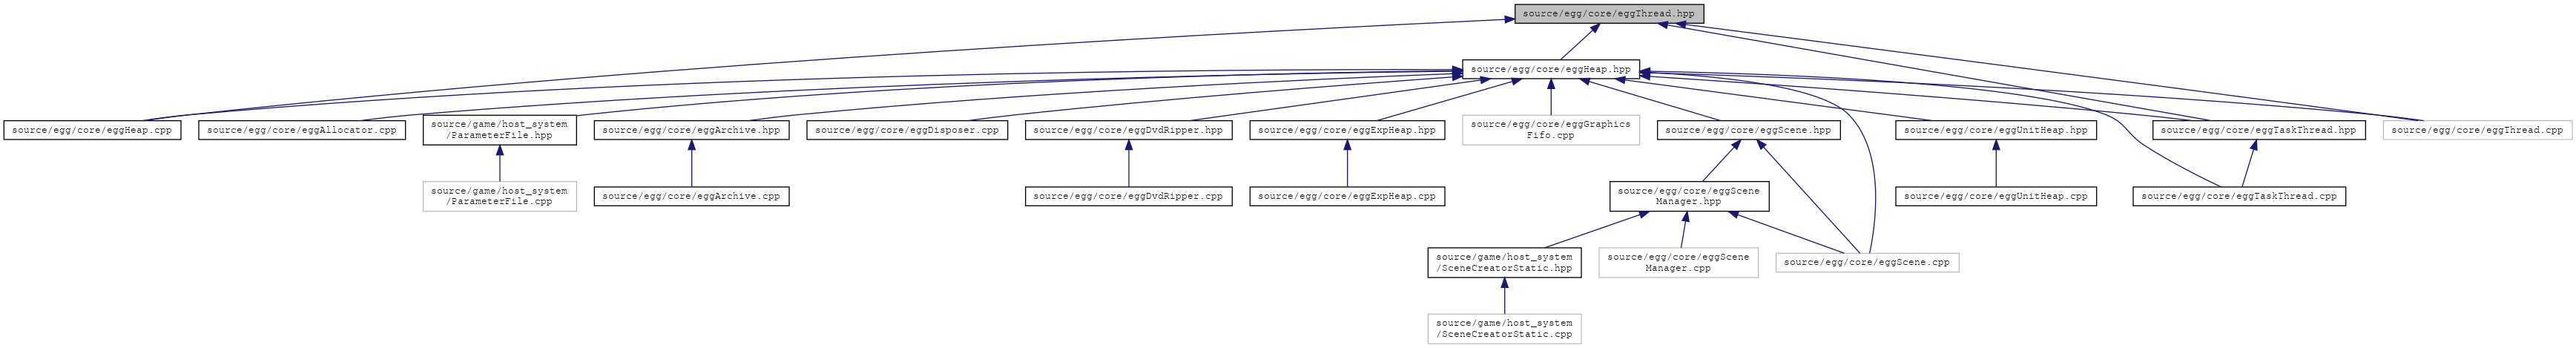 source/egg/core/eggThread.hpp
source/egg/core/eggHeap.hpp
source/egg/core/eggHeap.cpp
source/egg/core/eggAllocator.cpp
source/game/host_system
/ParameterFile.hpp
source/egg/core/eggArchive.hpp
source/egg/core/eggDisposer.cpp
source/egg/core/eggDvdRipper.hpp
source/egg/core/eggExpHeap.hpp
source/egg/core/eggGraphics
Fifo.cpp
source/egg/core/eggScene.hpp
source/egg/core/eggUnitHeap.hpp
source/egg/core/eggTaskThread.hpp
source/egg/core/eggThread.cpp
source/game/host_system
/ParameterFile.cpp
source/egg/core/eggArchive.cpp
source/egg/core/eggDvdRipper.cpp
source/egg/core/eggExpHeap.cpp
source/egg/core/eggScene
Manager.hpp
source/egg/core/eggUnitHeap.cpp
source/egg/core/eggTaskThread.cpp
source/game/host_system
/SceneCreatorStatic.hpp
source/egg/core/eggScene
Manager.cpp
source/egg/core/eggScene.cpp
source/game/host_system
/SceneCreatorStatic.cpp